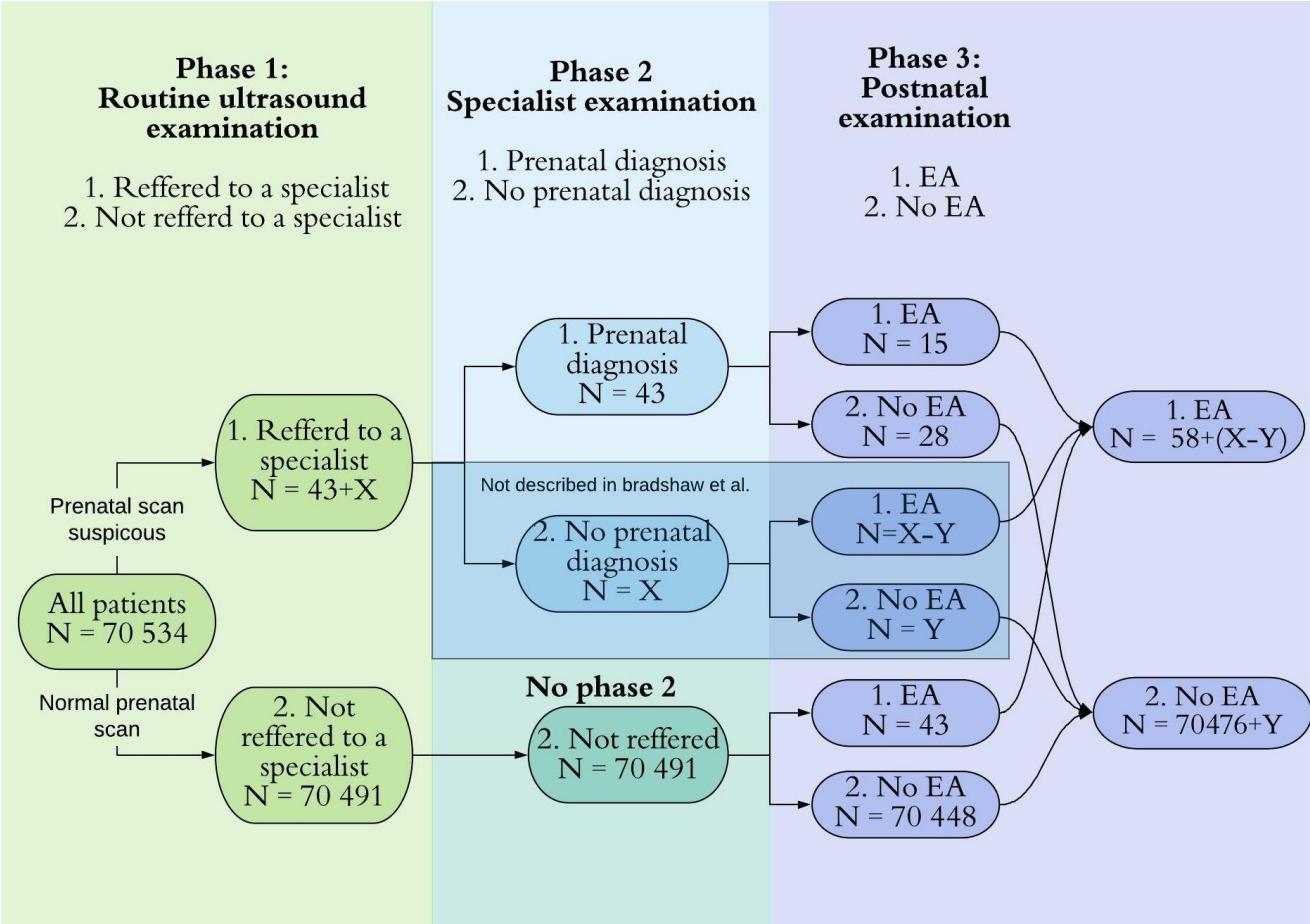 Phase 1:
Routine ultrasound
examination
1. Reffered to a specialist
2. Not refferd to a specialist
Phase 2
Specialist examination
1. Prenatal diagnosis
2. No prenatal diagnosis
Phase 3:
Postnatal
examination
1. EA
2. No EA
All patients
N = 70 534
Prenatal scan
suspicous
Normal prenatal
scan
1. Refferd to a
specialist
N = 43+X
2. Not
reffered to a
specialist
N = 70 491
1. Prenatal
diagnosis
N = 43
Not described in bradshaw et al.
2. No prenatal
diagnosis
N = X
No phase 2
2. Not reffered
N = 70 491
1. EA
N = 15
2. No EA
N = 28
1. EA
N=X-Y
2. No EA
N = Y
1. EA
N = 43
2. No EA
N = 70 448
1. EA
N = 58+(X-Y)
2. No EA
N = 70476+Y